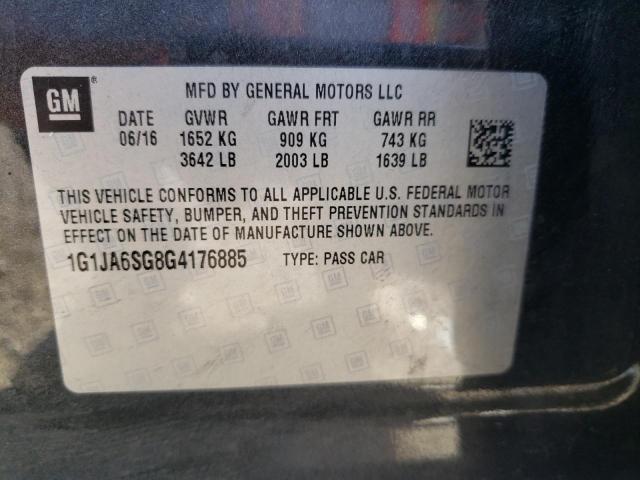 GM
MFD BY GENERAL MOTORS LLC
DATE GVWR GAWR FRT GAWR RR
06/16 1652 KG 909 KG 743 KG
3642 LB 2003 LB 1639 LB
THIS VEHICLE CONFORMS TO ALL APPLICABLE U.S. FEDERAL MOTOR
VEHICLE SAFETY, BUMPER, AND THEFT PREVENTION STANDARDS IN
EFFECT ON THE DATE OF MANUFACTURE SHOWN ABOVE.
1G1JA6SG8G4176885 TYPE: PASS CAR